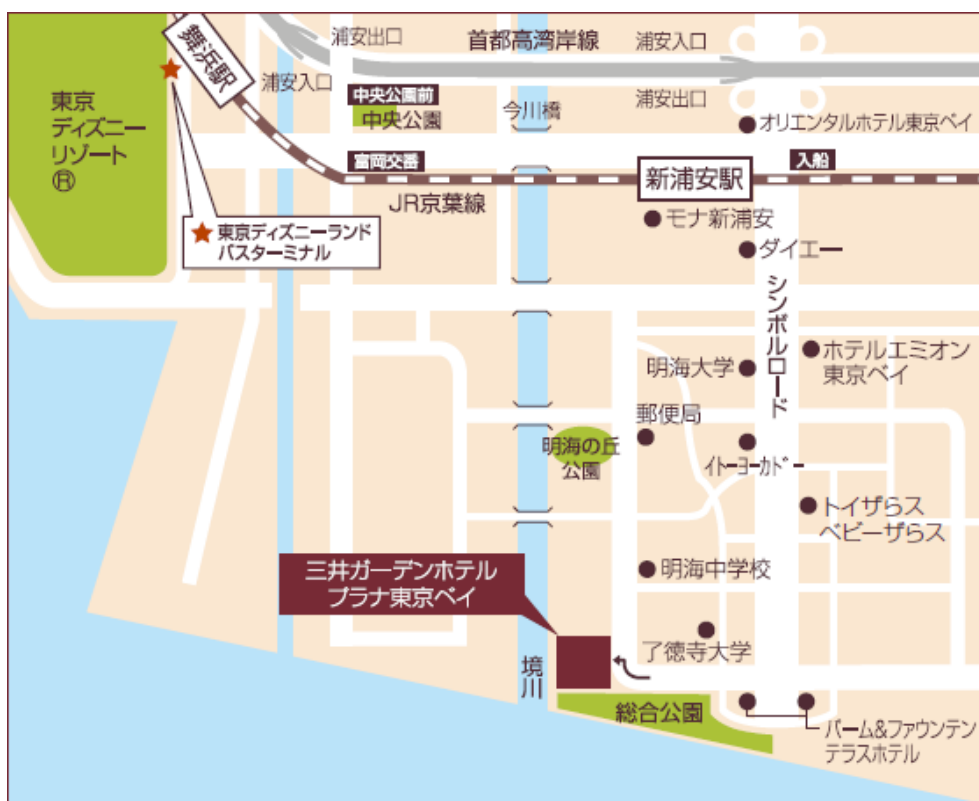 舞浜駅
浦安出口
首都高湾岸線
浦安入口
浦安入口
浦安出口
東京
ディズニー
リゾート
®
中央公園前
中央公園
今川橋
オリエンタルホテル東京ベイ
富岡交番
新浦安駅
入船
JR京葉線
東京ディズニーランド
バスターミナル
モナ新浦安
ダイエー
シンボルロード
明海大学
ホテルエミオン
東京ベイ
郵便局
明海の丘
公園
イトーヨーカドー
トイザらス
ベビーザらス
三井ガーデンホテル
プラナ東京ベイ
明海中学校
了徳寺大学
境川
総合公園
パーム&ファウンテン
テラスホテル